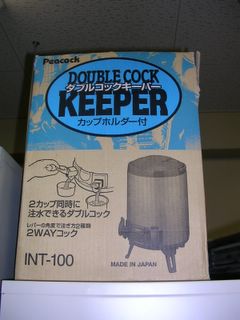 Peacock
DOUBLE COCK
ダブルコックキーパー
KEEPER
カップホルダー付
2カップ同時に
注水できるダブルコック
レバーの角度で注ぎ方2種類
2WAYコック
INT-100
MADE IN JAPAN